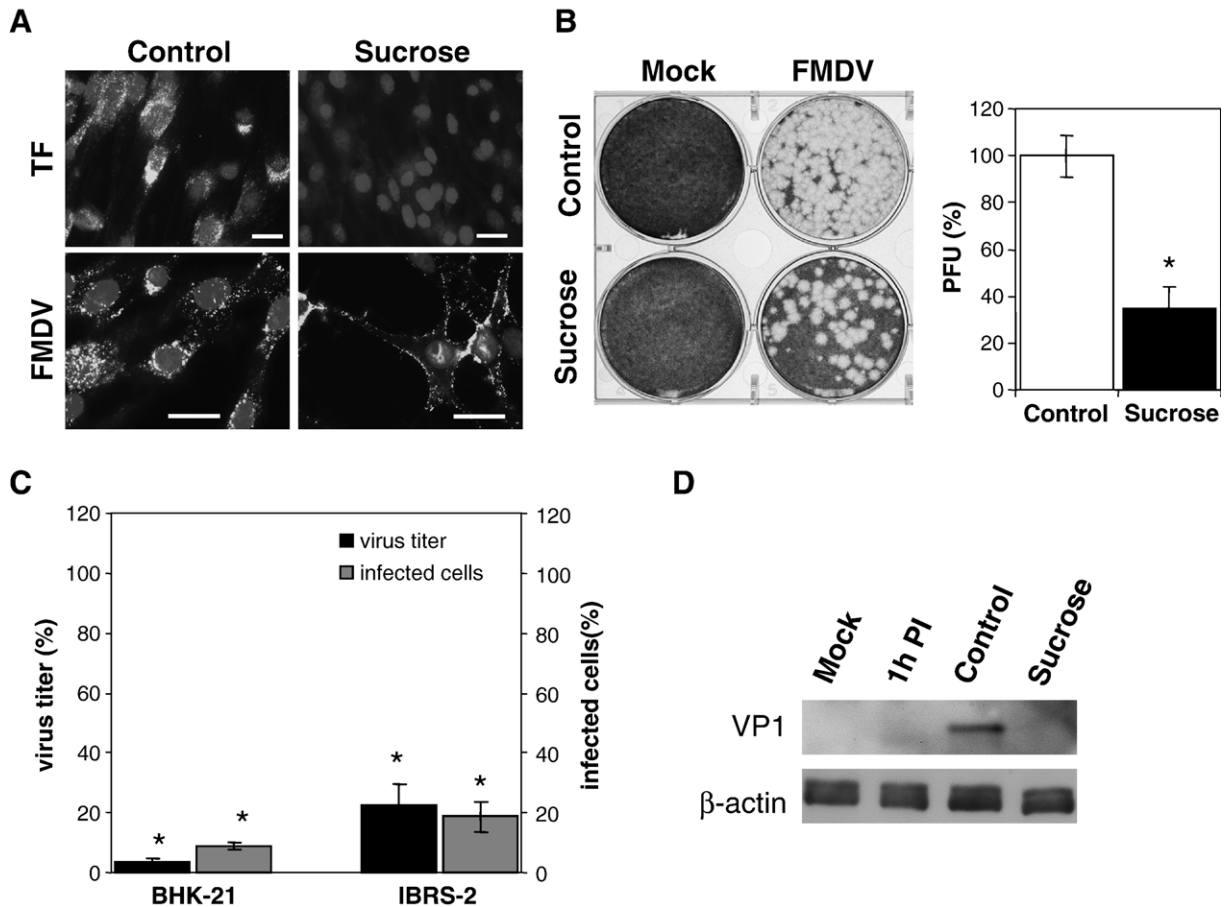 A
Control Sucrose
TF
FMDV
B
Mock FMDV
Control
Sucrose
120
100
80
60
40
20
0
PFU (%)
*
Control Sucrose
C
120
100
80
60
40
20
0
virus titer (%)
virus titer
infected cells
* * * *
120
100
80
60
40
20
0
infected cells(%)
BHK-21 IBRS-2
D
Mock 1h PI Control Sucrose
VP1
β-actin